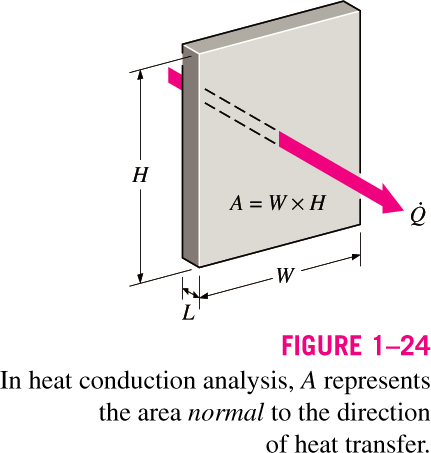 H
A = W × H
Q̇
W
L
FIGURE 1–24
In heat conduction analysis, A represents
the area normal to the direction
of heat transfer.